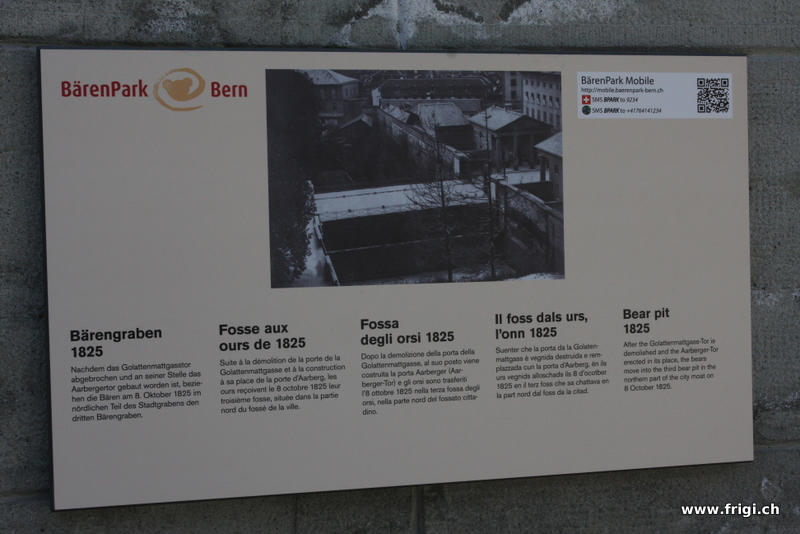 BärenPark Bern
BärenPark Mobile
http://mobile.baerenpark-bern.ch
SMS BPARK to 9234
SMS BPARK to +41764141234
Bärengraben
1825
Nachdem das Golattenmattgasstor
abgebrochen und an seiner Stelle das
Aarbergertor gebaut worden ist, bezie-
hen die Bären am 8. Oktober 1825 im
nördlichen Teil des Stadtgrabens den
dritten Bärengraben.
Fosse aux
ours de 1825
Suite à la démolition de la porte de la
Golattenmattgasse et à la construction
à sa place de la porte d'Aarberg, les
ours reçoivent le 8 octobre 1825 leur
troisième fosse, située dans la partie
nord du fossé de la ville.
Fossa
degli orsi 1825
Dopo la demolizione della porta della
Golattenmattgasse, al suo posto viene
costruita la porta Aarberger (Aar-
berger-Tor) e gli orsi sono trasferiti
l'8 ottobre 1825 nella terza fossa degli
orsi, nella parte nord del fossato citta-
dino.
Il foss dals urs,
l'onn 1825
Suenter che la porta da la Golaten-
mattgass è vegnida destruida e rem-
plazzada cun la porta d'Aarberg, èn ils
urs vegnids alloschads ils 8 d'october
1825 en il terz foss che sa chattava en
la part nord dal foss da la citad.
Bear pit
1825
After the Golattenmattgass-Tor is
demolished and the Aarberger-Tor
erected in its place, the bears
move into the third bear pit in the
northern part of the city moat on
8 October 1825.
www.frigi.ch